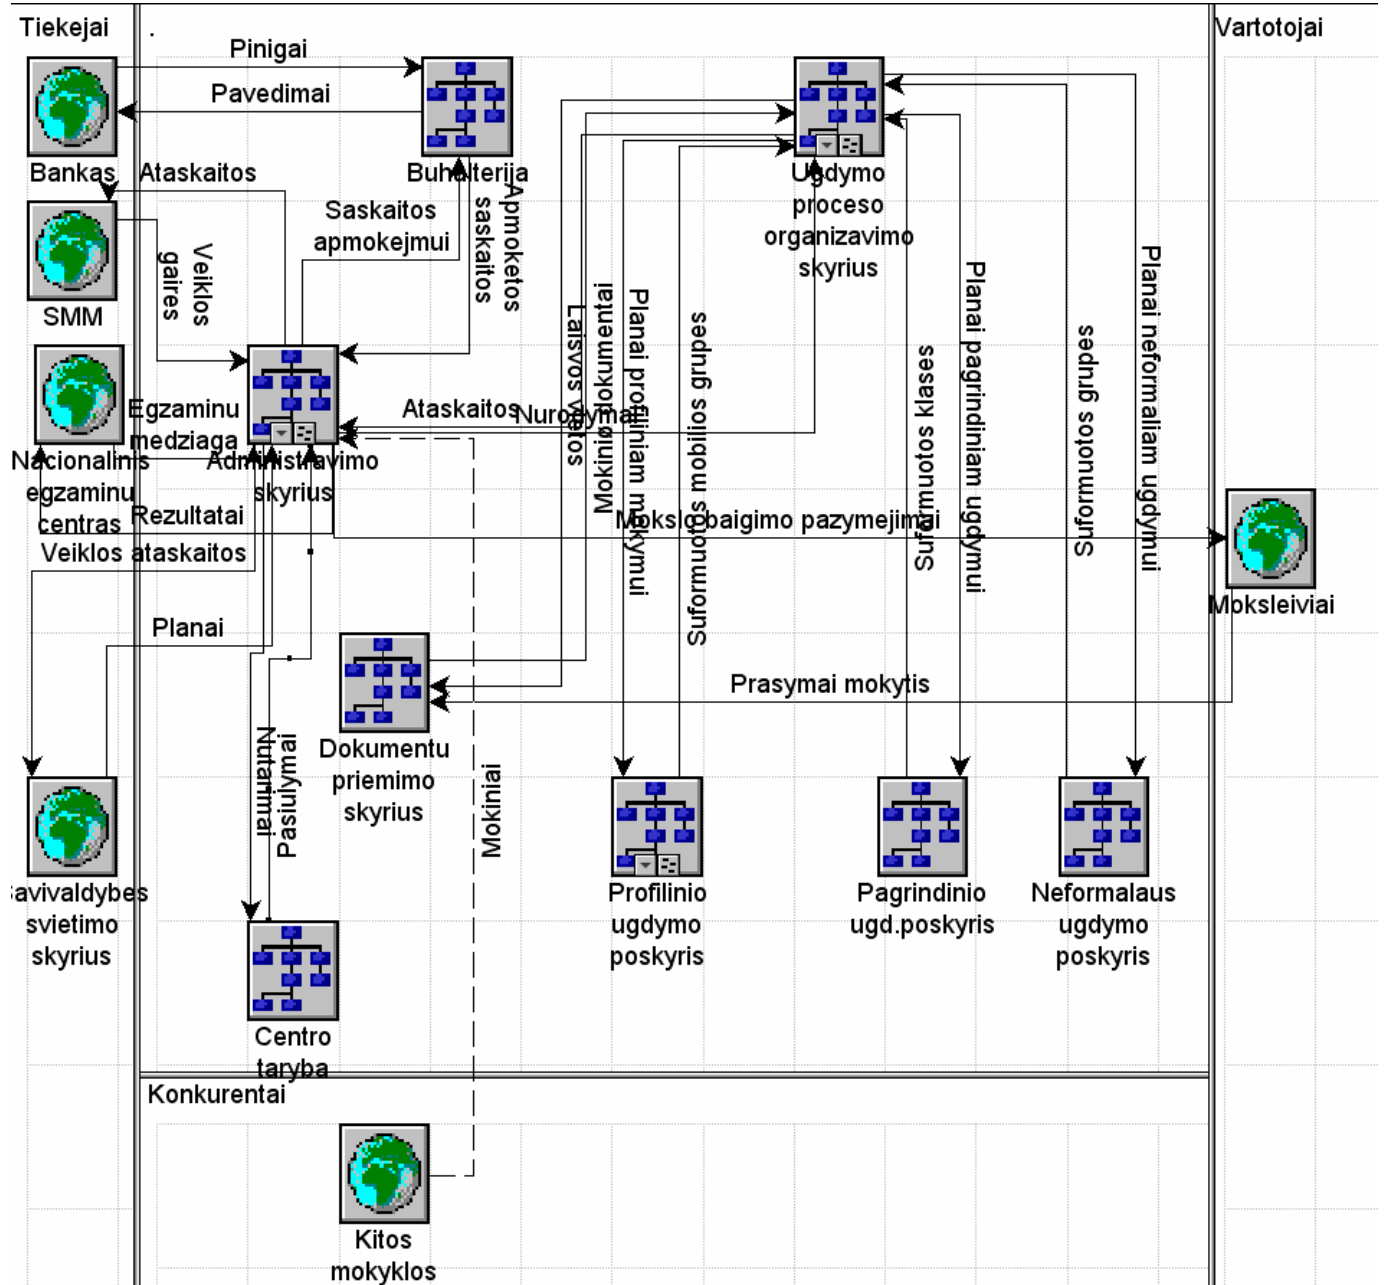 Tiekejai
.
Vartotojai
Pinigai
Pavedimai
Bankas
Ataskaitos
Buhalterija
Ugdymo
proceso
organizavimo
skyrius
Saskaitos
apmokejmui
Apmoketos
saskaitos
SMM
Veiklos
gaires
Laisvos vietos
Mokinio dokumentai
Planai profiliniam mokymui
Suformuotos mobilios grupes
Suformuotos klases
Planai pagrindiniam ugdymui
Suformuotos grupes
Planai neformaliam ugdymui
Egzaminu
medziaga
Ataskaitos
Nurodymai
Nacionalinis
egzaminu
centras
Administravimo
skyrius
Rezultatai
Mokslo baigimo pazymejimai
Veiklos ataskaitos
Moksleiviai
Planai
Prasymai mokytis
Nutarimai
Pasiulymai
Dokumentu
priemimo
skyrius
Mokiniai
avivaldybes
svietimo
skyrius
Profilinio
ugdymo
poskyris
Pagrindinio
ugd.poskyris
Neformalaus
ugdymo
poskyris
Centro
taryba
Konkurentai
Kitos
mokyklos